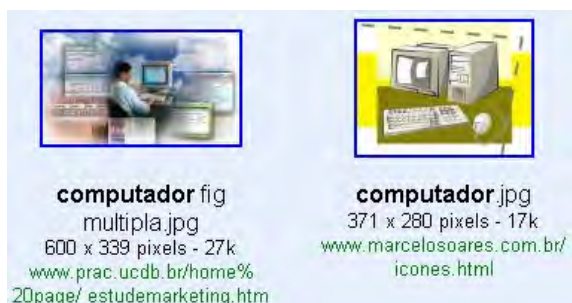 computador fig
multipla.jpg
600 x 339 pixels - 27k
www.prac.ucdb.br/home%
20page/ estudemarketing.htm
computador.jpg
371 x 280 pixels - 17k
www.marcelosoares.com.br/
icones.html